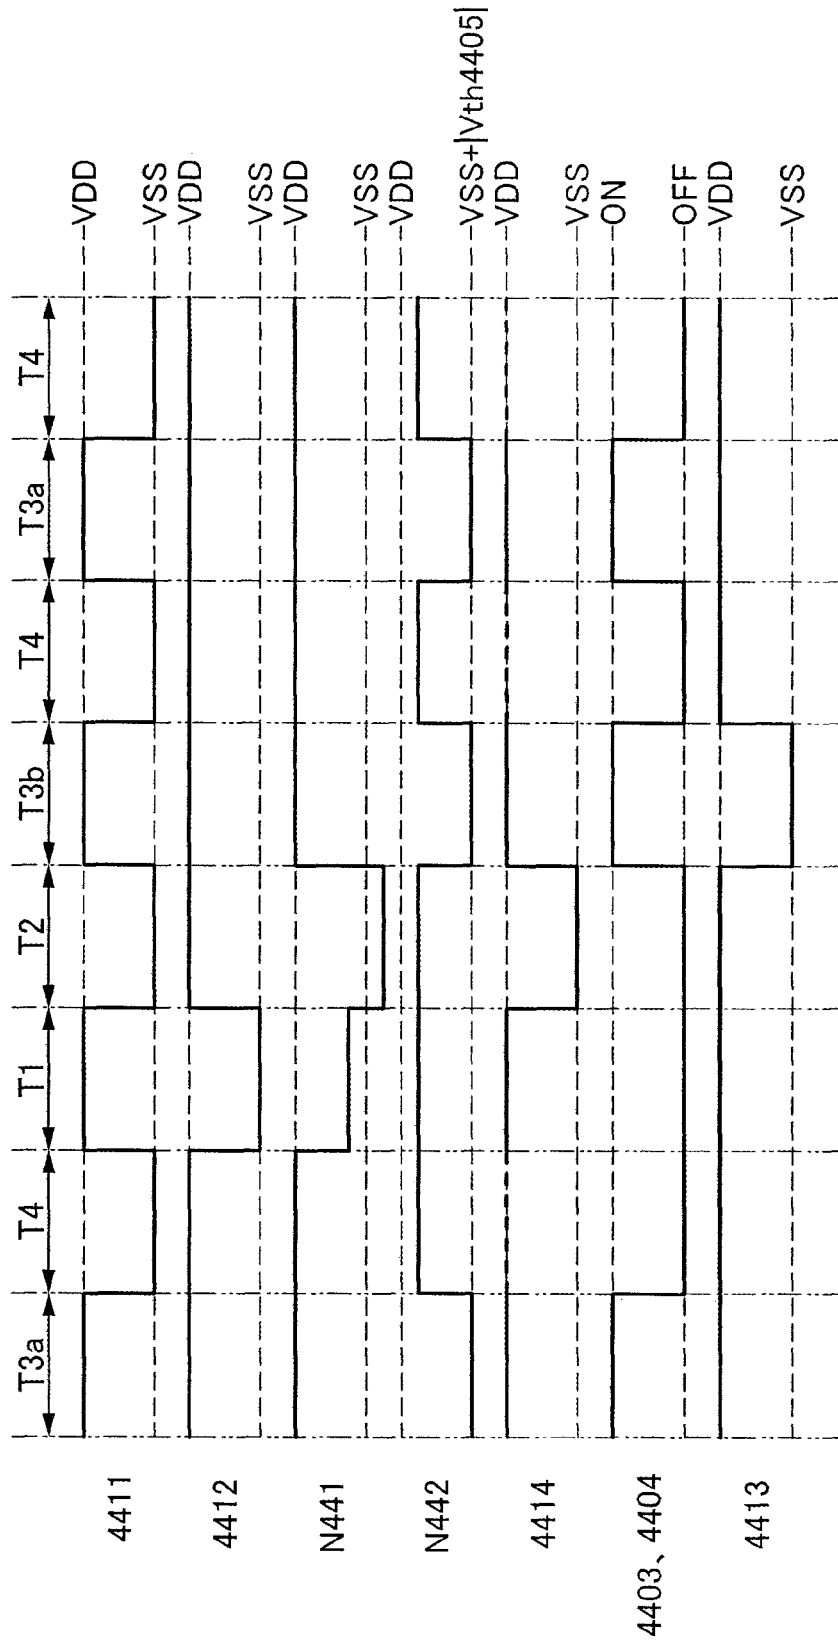 T3a T4 T1 T2 T3b T4 T3a T4
4411 VDD
VSS
4412 VDD
VSS
N441 VDD
VSS
N442 VDD
VSS+|Vth4405|
4414 VDD
VSS
4403、4404 ON
OFF
4413 VDD
VSS